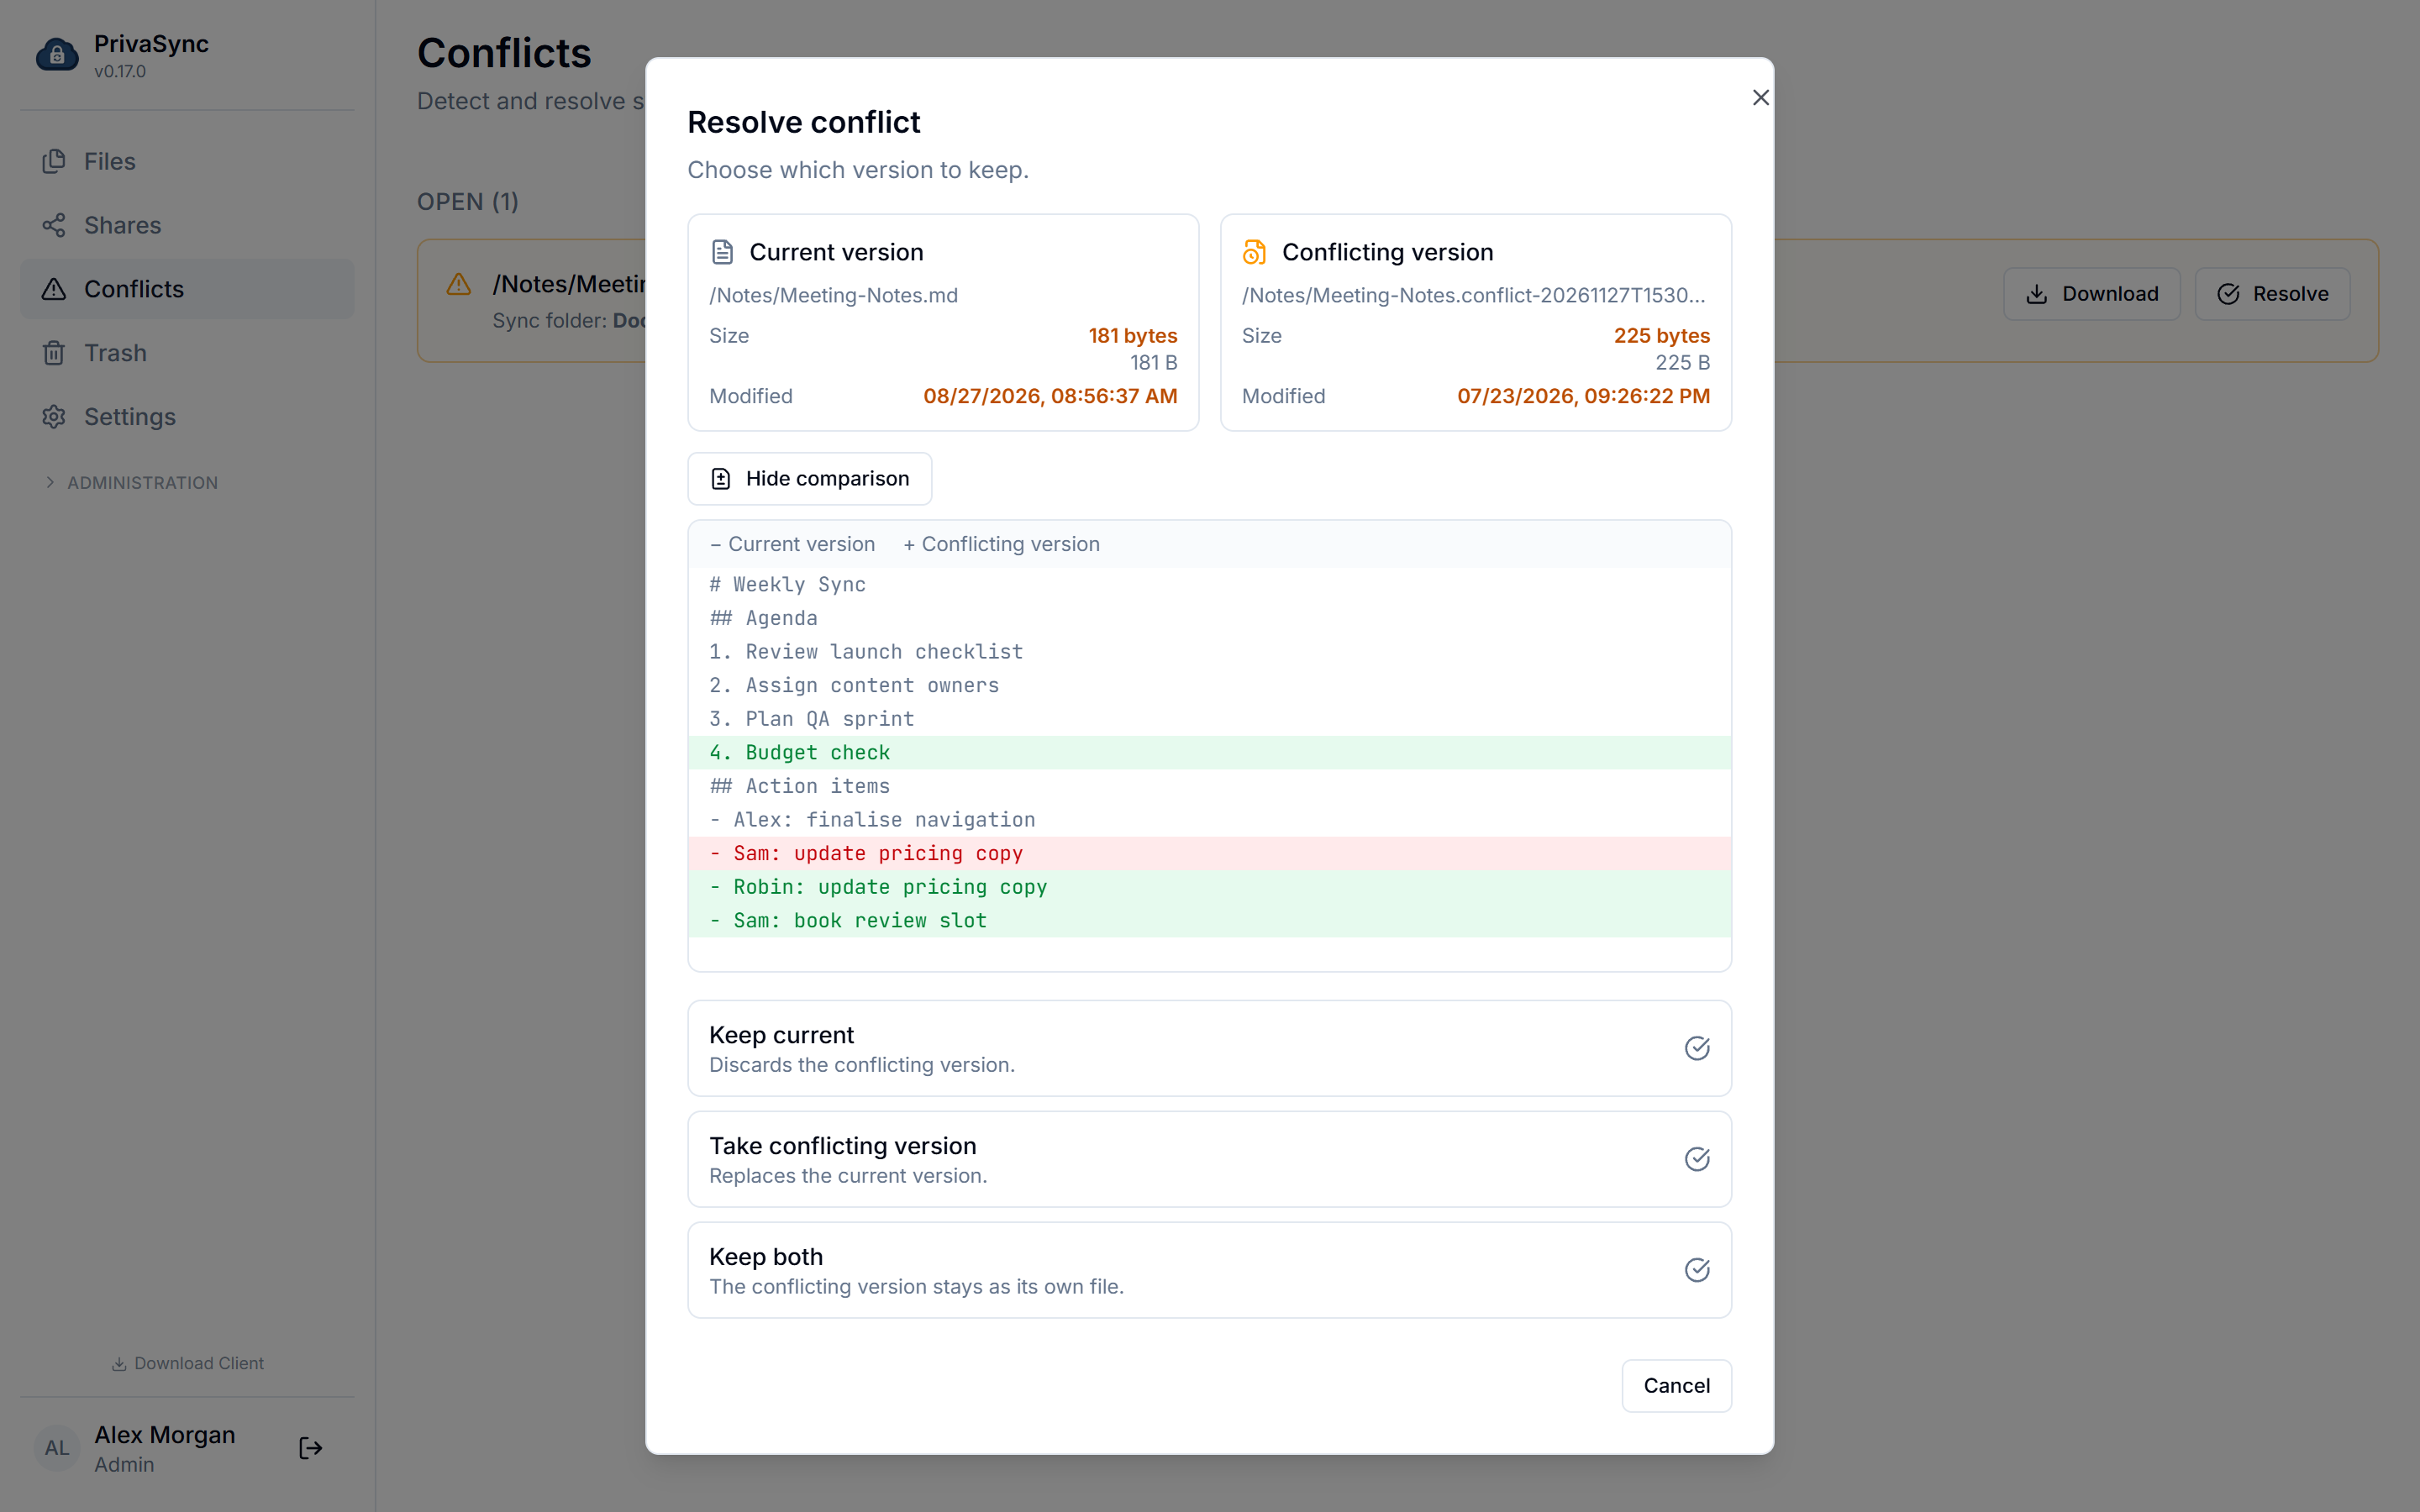 PrivaSync
v0.17.0
Files
Shares
Conflicts
Trash
Settings
ADMINISTRATION
Download Client
AL
Alex Morgan
Admin
Conflicts
Detect and resolve s
OPEN (1)
/Notes/Meetin
Sync folder: Doc
Download
Resolve
Resolve conflict
Choose which version to keep.
Current version
/Notes/Meeting-Notes.md
Size 181 bytes
181 B
Modified 08/27/2026, 08:56:37 AM
Conflicting version
/Notes/Meeting-Notes.conflict-20261127T1530...
Size 225 bytes
225 B
Modified 07/23/2026, 09:26:22 PM
Hide comparison
− Current version + Conflicting version
# Weekly Sync
## Agenda
1. Review launch checklist
2. Assign content owners
3. Plan QA sprint
4. Budget check
## Action items
- Alex: finalise navigation
- Sam: update pricing copy
- Robin: update pricing copy
- Sam: book review slot
Keep current
Discards the conflicting version.
Take conflicting version
Replaces the current version.
Keep both
The conflicting version stays as its own file.
Cancel